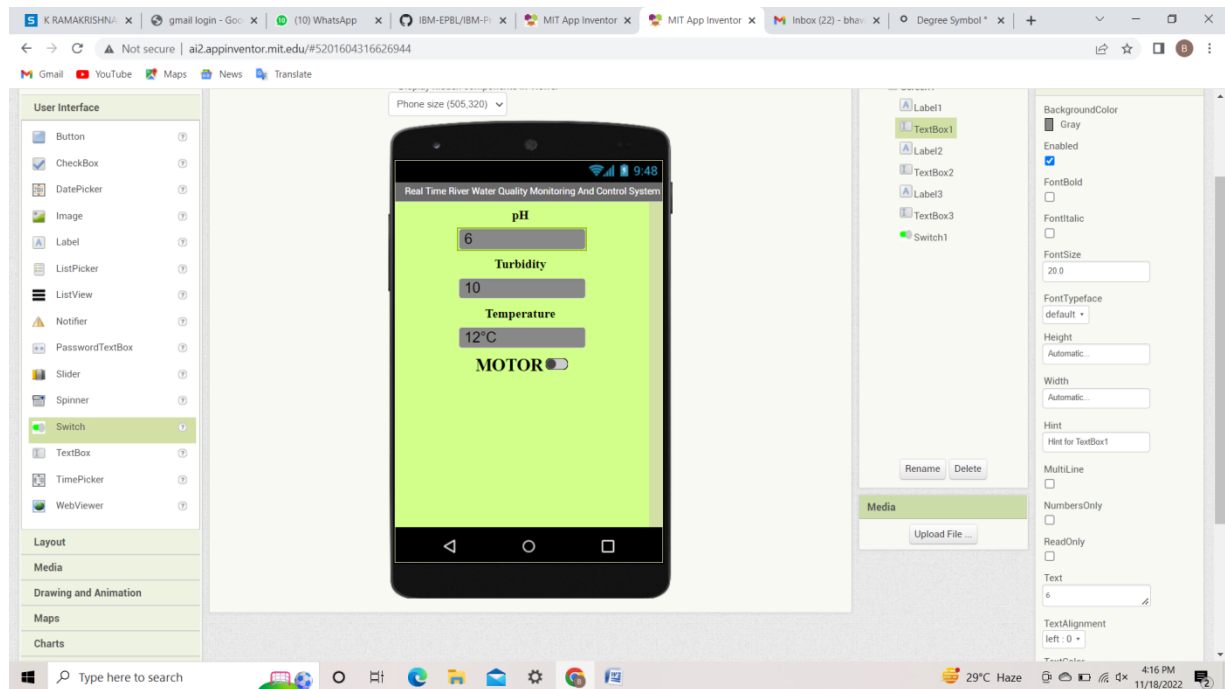 K RAMAKRISHNA
gmail login - Goo
(10) WhatsApp
IBM-EPBL/IBM-Pr
MIT App Inventor
MIT App Inventor
Inbox (22) - bhav
Degree Symbol °
Not secure | ai2.appinventor.mit.edu/#5201604316626944
B
Gmail
YouTube
Maps
News
Translate
User Interface
Button
CheckBox
DatePicker
Image
Label
ListPicker
ListView
Notifier
PasswordTextBox
Slider
Spinner
Switch
TextBox
TimePicker
WebViewer
Layout
Media
Drawing and Animation
Maps
Charts
Phone size (505,320)
9:48
Real Time River Water Quality Monitoring And Control System
pH
6
Turbidity
10
Temperature
12°C
MOTOR
Label1
TextBox1
Label2
TextBox2
Label3
TextBox3
Switch1
Rename Delete
Media
Upload File ...
BackgroundColor
Gray
Enabled
FontBold
FontItalic
FontSize
20.0
FontTypeface
default
Height
Automatic...
Width
Automatic...
Hint
Hint for TextBox1
MultiLine
NumbersOnly
ReadOnly
Text
6
TextAlignment
left : 0
Type here to search
29°C Haze
4:16 PM
11/18/2022
2